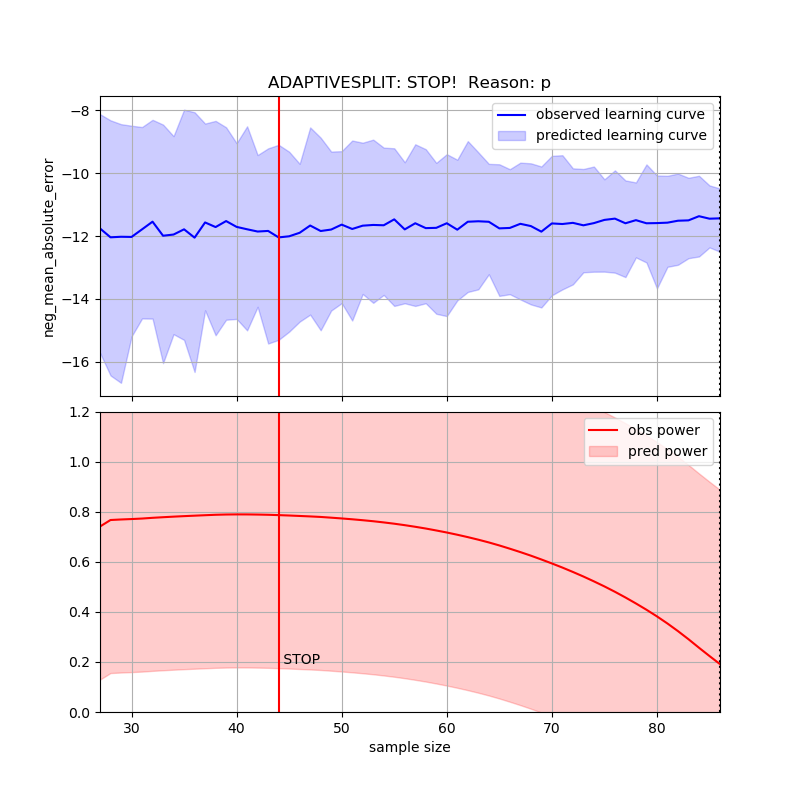 ADAPTIVESPLIT: STOP!  Reason: p
neg_mean_absolute_error
−8
−10
−12
−14
−16
observed learning curve
predicted learning curve
1.2
1.0
0.8
0.6
0.4
0.2
0.0
obs power
pred power
STOP
30 40 50 60 70 80
sample size